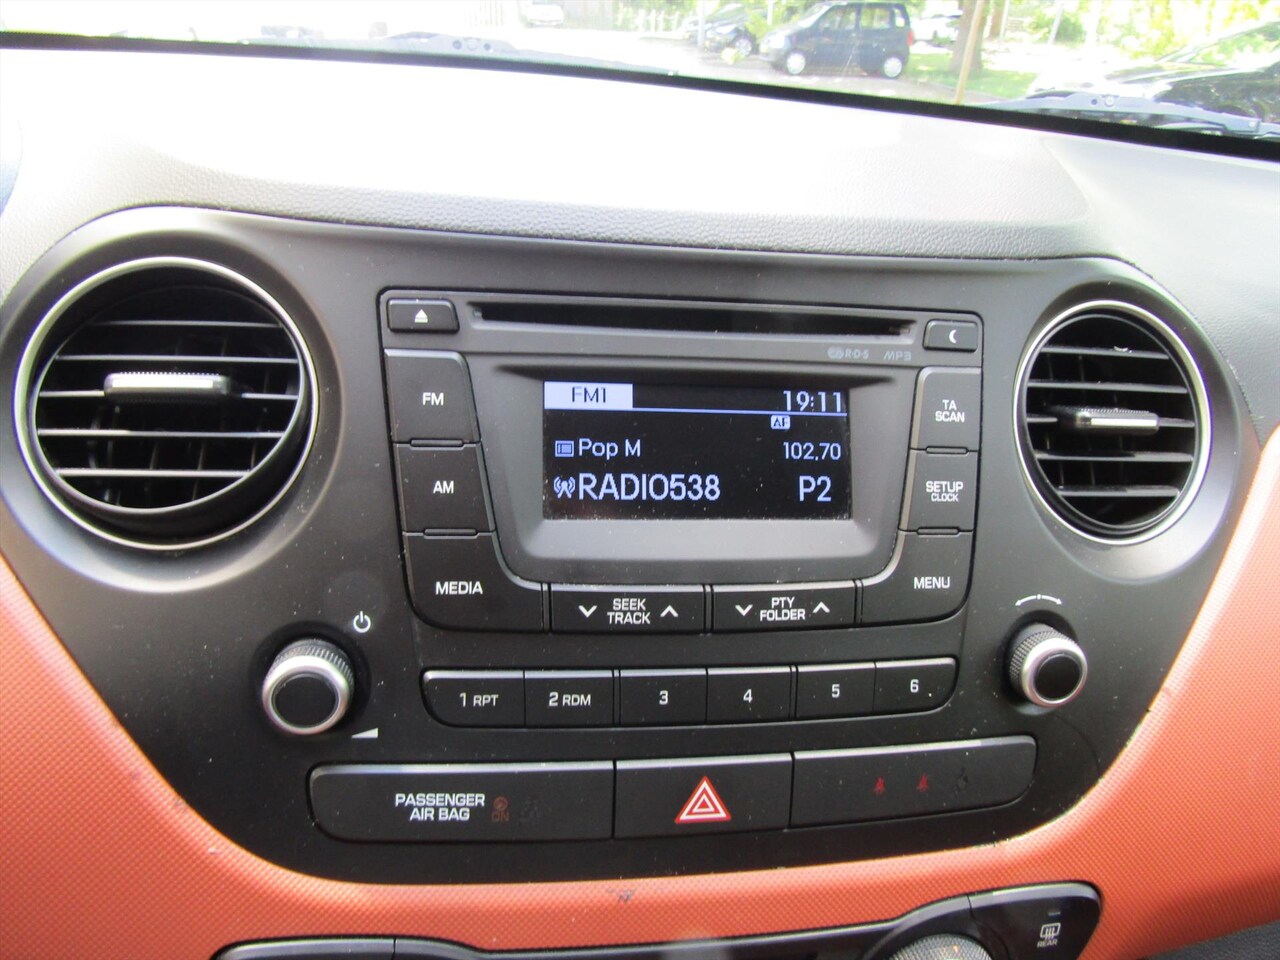 RDS MP3
FM
TA
SCAN
FM1 19:11
AF
Pop M 102.70
RADIO538 P2
AM
SETUP
CLOCK
MEDIA
SEEK
TRACK
PTY
FOLDER
MENU
1 RPT
2 RDM
3
4
5
6
PASSENGER
AIR BAG
ON
REAR